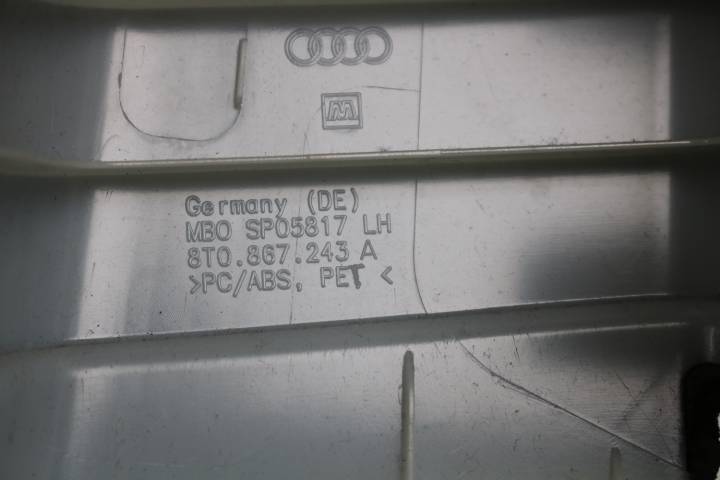 Germany (DE)
MBO SP05817 LH
8T0.867.243 A
>PC/ABS, PET <